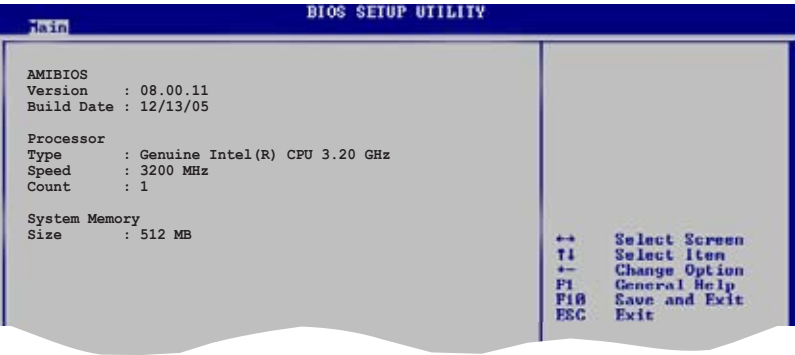 BIOS SETUP UTILITY
Main
AMIBIOS
Version : 08.00.11
Build Date : 12/13/05
Processor
Type : Genuine Intel(R) CPU 3.20 GHz
Speed : 3200 MHz
Count : 1
System Memory
Size : 512 MB
←→ Select Screen
↑↓ Select Item
+- Change Option
F1 General Help
F10 Save and Exit
ESC Exit